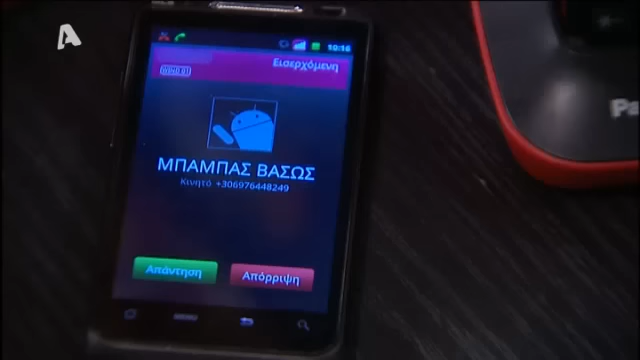 A
10:16
Εισερχόμενη
ΜΠΑΜΠΑΣ ΒΑΣΩΣ
Κινητό +306976448249
Απάντηση
Απόρριψη
Pa